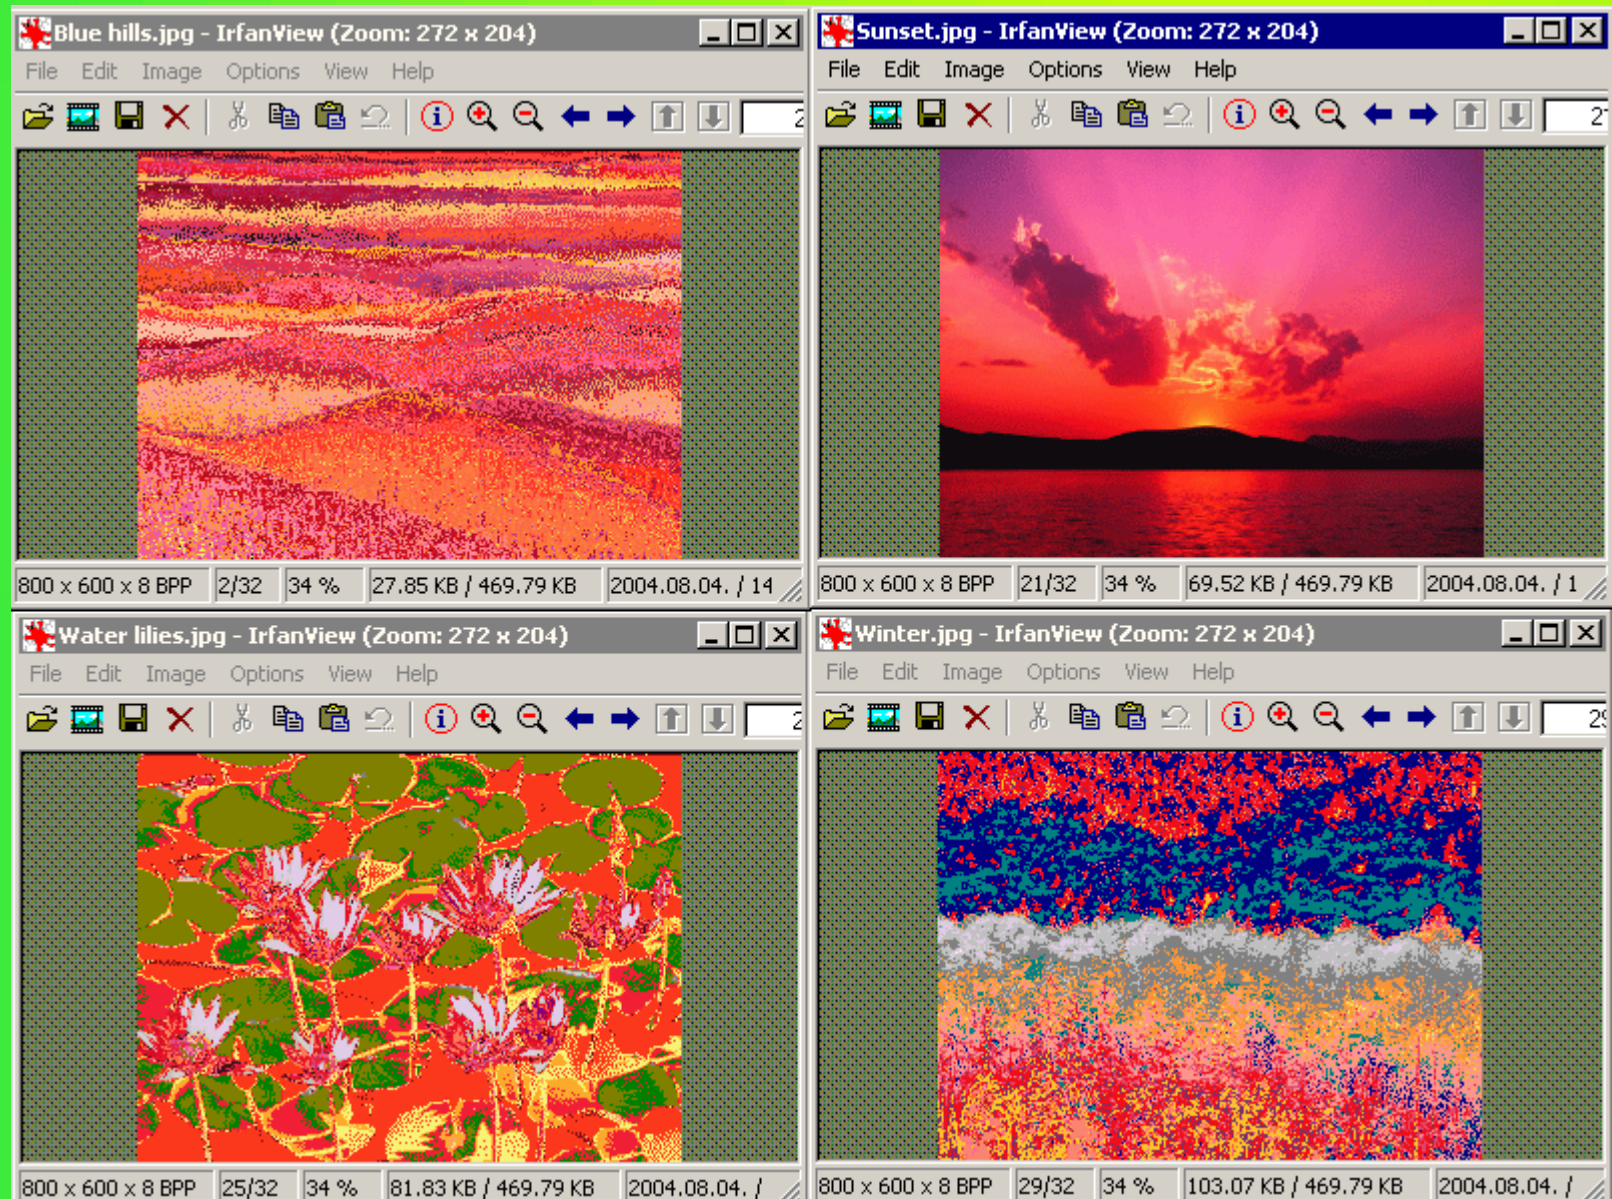 Blue hills.jpg - IrfanView (Zoom: 272 x 204)
File Edit Image Options View Help
2
800 x 600 x 8 BPP 2/32 34 % 27.85 KB / 469.79 KB 2004.08.04. / 14
Sunset.jpg - IrfanView (Zoom: 272 x 204)
File Edit Image Options View Help
21
800 x 600 x 8 BPP 21/32 34 % 69.52 KB / 469.79 KB 2004.08.04. / 1
Water lilies.jpg - IrfanView (Zoom: 272 x 204)
File Edit Image Options View Help
2
800 x 600 x 8 BPP 25/32 34 % 81.83 KB / 469.79 KB 2004.08.04. /
Winter.jpg - IrfanView (Zoom: 272 x 204)
File Edit Image Options View Help
29
800 x 600 x 8 BPP 29/32 34 % 103.07 KB / 469.79 KB 2004.08.04. /